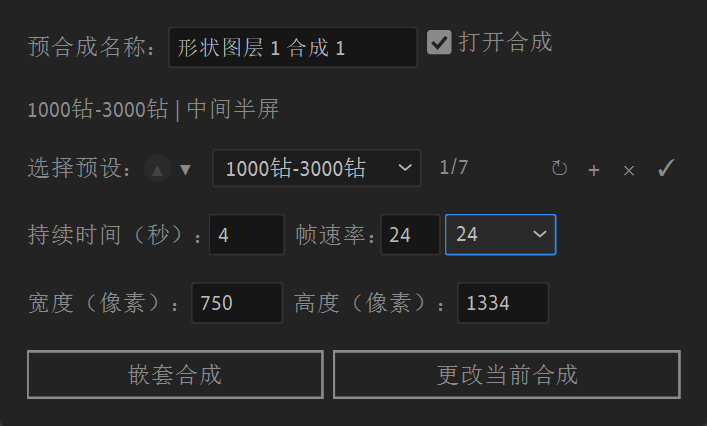 预合成名称： 形状图层 1 合成 1 打开合成
1000钻-3000钻 | 中间半屏
选择预设： ▲ ▼ 1000钻-3000钻 1/7 ↻ + × ✓
持续时间（秒）: 4 帧速率: 24 24
宽度（像素）: 750 高度（像素）: 1334
嵌套合成 更改当前合成